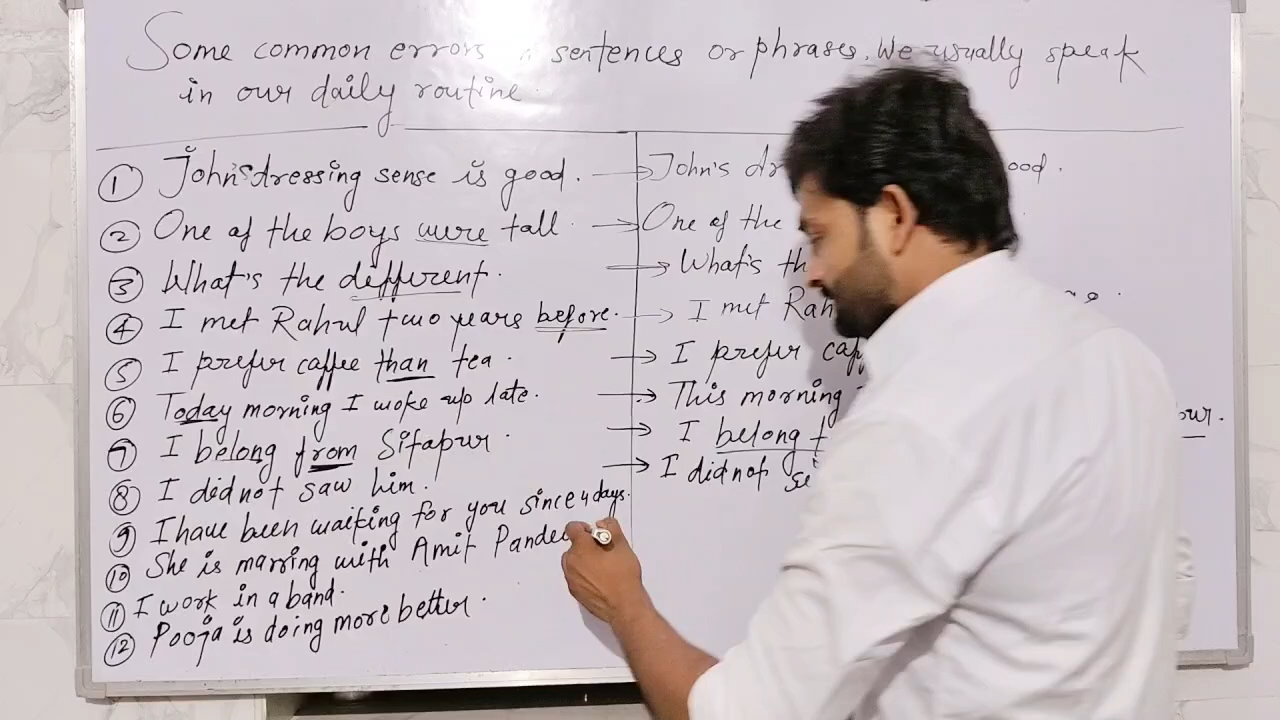 Some common errors sentences or phrases. We usually speak
in our daily routine.
① John's dressing sense is good. → John's ood.
② One of the boys were tall. → One of the
③ What's the different. → What's th
④ I met Rahul two years before. → I met Rah
⑤ I prefer caffee than tea. → I prefer caf
⑥ Today morning I woke up late. → This morning
⑦ I belong from Sitapur. → I belong t pur.
⑧ I did not saw him. → I did not se
⑨ I have been waiting for you since 4 days.
⑩ She is marring with Amit Pande
⑪ I work in a band.
⑫ Pooja is doing more better.